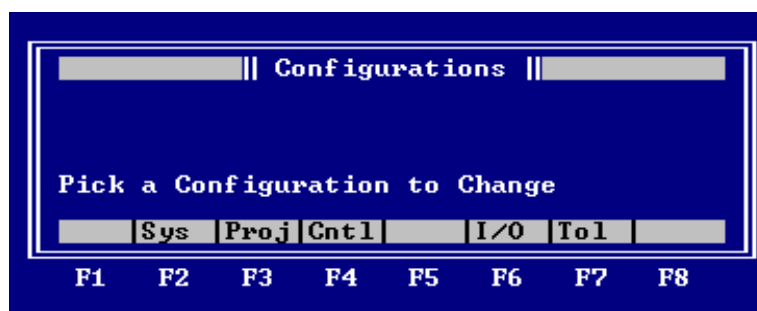 Configurations
Pick a Configuration to Change
Sys Proj Cntl I/O Tol
F1 F2 F3 F4 F5 F6 F7 F8